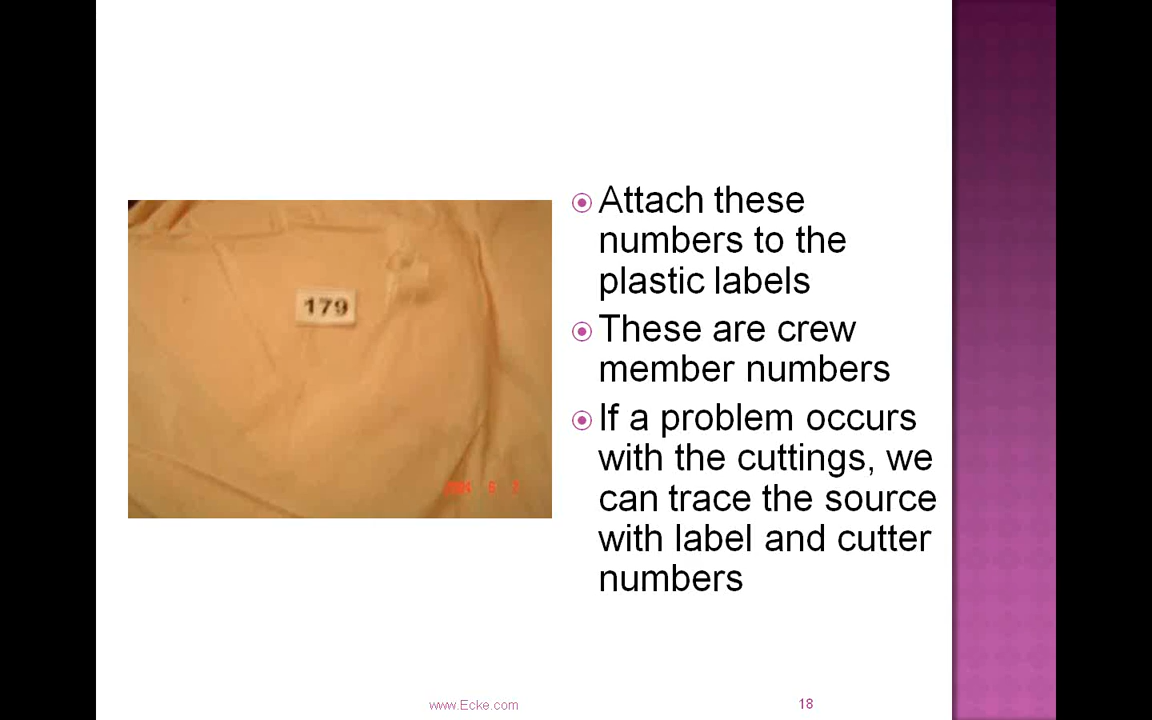 179
Attach these
numbers to the
plastic labels
These are crew
member numbers
If a problem occurs
with the cuttings, we
can trace the source
with label and cutter
numbers
www.Ecke.com
18